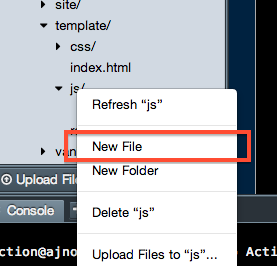 site/
template/
css/
index.html
js/
Refresh “js”
New File
New Folder
Delete “js”
Upload Files to “js”...
van
Upload File
Console
ction@ajno
Acti